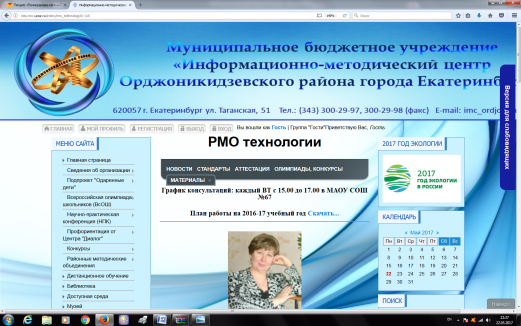 Муниципальное бюджетное учреждение
«Информационно-методический центр
Орджоникидзевского района города Екатеринбу
620057 г. Екатеринбург ул. Таганская, 51 Тел.: (343) 300-29-97, 300-29-98 (факс) E-mail: imc_ordjo
Версия для слабовидящих
ГЛАВНАЯ МОЙ ПРОФИЛЬ РЕГИСТРАЦИЯ ВЫХОД ВХОД Вы вошли как Гость | Группа "Гости"Приветствую Вас, Гость
МЕНЮ САЙТА
Главная страница
Сведения об организации
Подпроект "Одаренные
дети"
Всероссийская олимпиада
школьников (ВсОШ)
Научно-практическая
конференция (НПК)
Профориентация от
Центра "Диалог"
Конкурсы
Районные методические
объединения
Дистанционное обучение
Библиотека
Доступная среда
Музей
РМО технологии
НОВОСТИ СТАНДАРТЫ АТТЕСТАЦИЯ ОЛИМПИАДЫ, КОНКУРСЫ
МАТЕРИАЛЫ
График консультаций: каждый ВТ с 15.00 до 17.00 в МАОУ СОШ
№67
План работы на 2016-17 учебный год Скачать...
2017 ГОД ЭКОЛОГИИ
2017
ГОД ЭКОЛОГИИ
В РОССИИ
КАЛЕНДАРЬ
« Май 2017 »
Пн Вт Ср Чт Пт Сб Вс
1 2 3 4 5 6 7
8 9 10 11 12 13 14
15 16 17 18 19 20 21
22 23 24 25 26 27 28
29 30 31
ПОИСК
Наверх
EN
13:37
22.05.2017